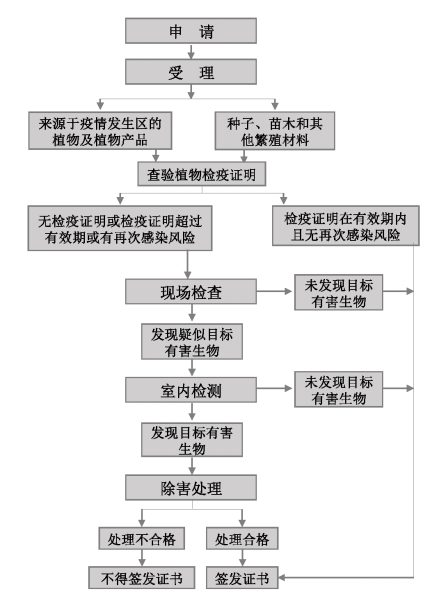 申 请
受 理
来源于疫情发生区的
植物及植物产品
种子、苗木和其
他繁殖材料
查验植物检疫证明
无检疫证明或检疫证明超过
有效期或有再次感染风险
检疫证明在有效期内
且无再次感染风险
现场检查
未发现目标
有害生物
发现疑似目标
有害生物
室内检测
未发现目标
有害生物
发现目标有害
生物
除害处理
处理不合格
处理合格
不得签发证书
签发证书